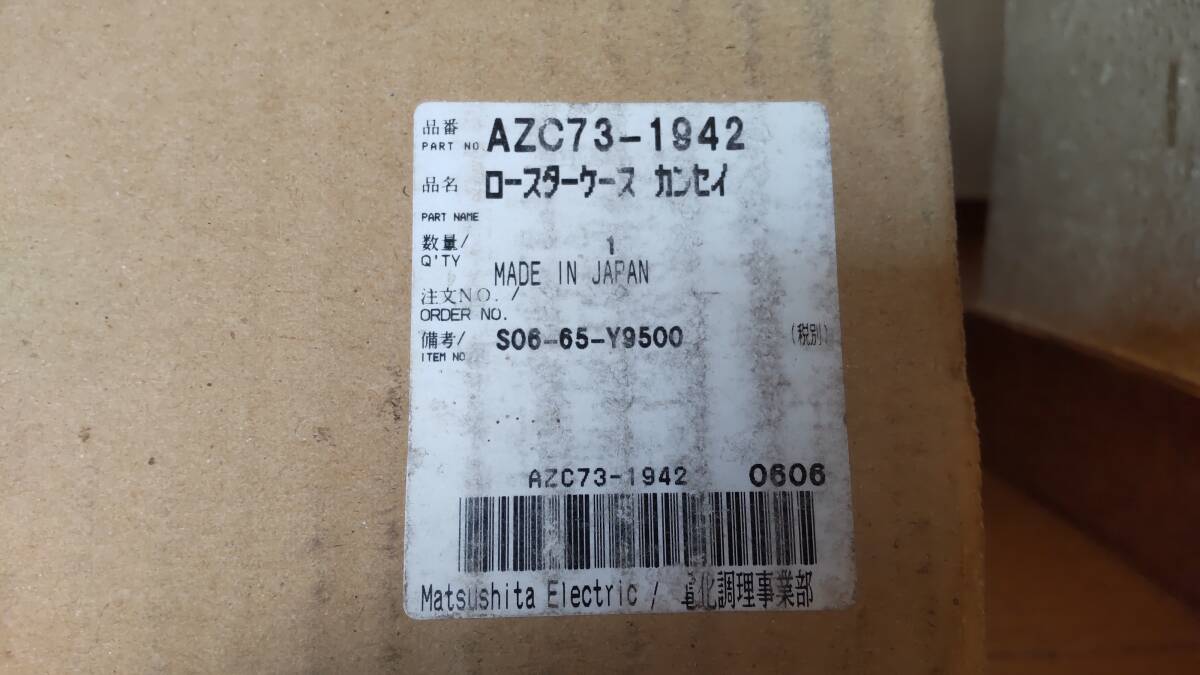 品番 AZC73-1942
PART NO.
品名 ロースターケース カンセイ
PART NAME
数量/ 1
Q'TY
MADE IN JAPAN
注文NO. /
ORDER NO.
備考/ S06-65-Y9500 (税別)
ITEM NO
AZC73-1942 0606
Matsushita Electric / 電化調理事業部